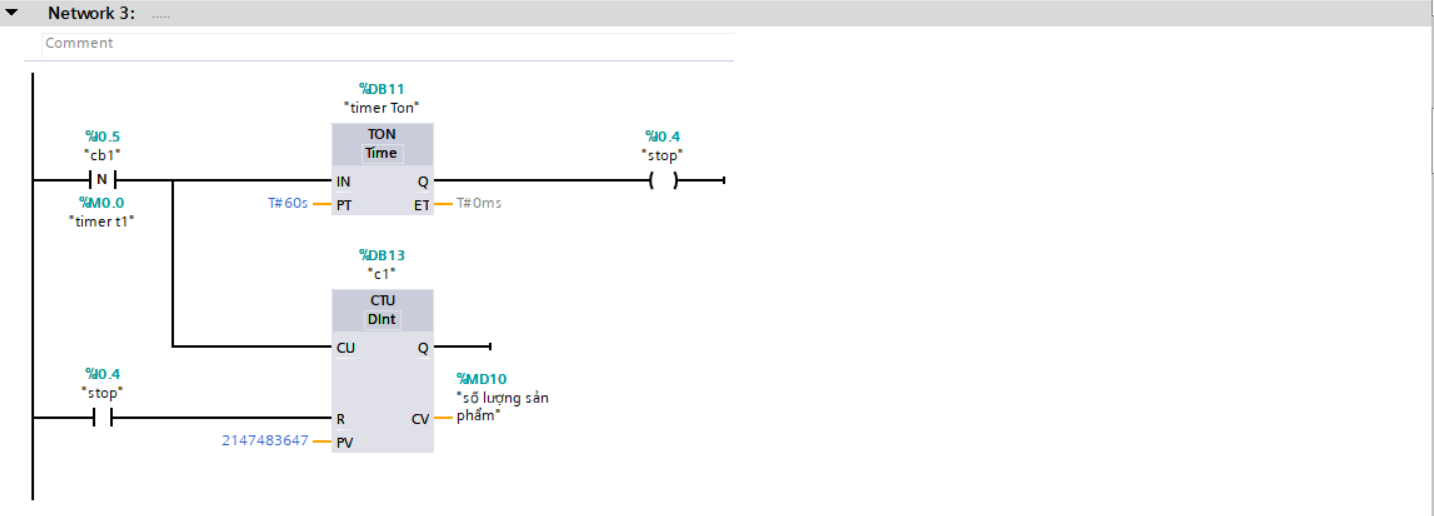 Network 3: .....
Comment
%DB11
"timer Ton"
%I0.5
"cb1"
N
%M0.0
"timer t1"
TON
Time
IN
Q
T#60s
PT
ET
T#0ms
%I0.4
"stop"
%DB13
"c1"
CTU
DInt
CU
Q
%I0.4
"stop"
R
CV
%MD10
"số lượng sản
phẩm"
2147483647
PV